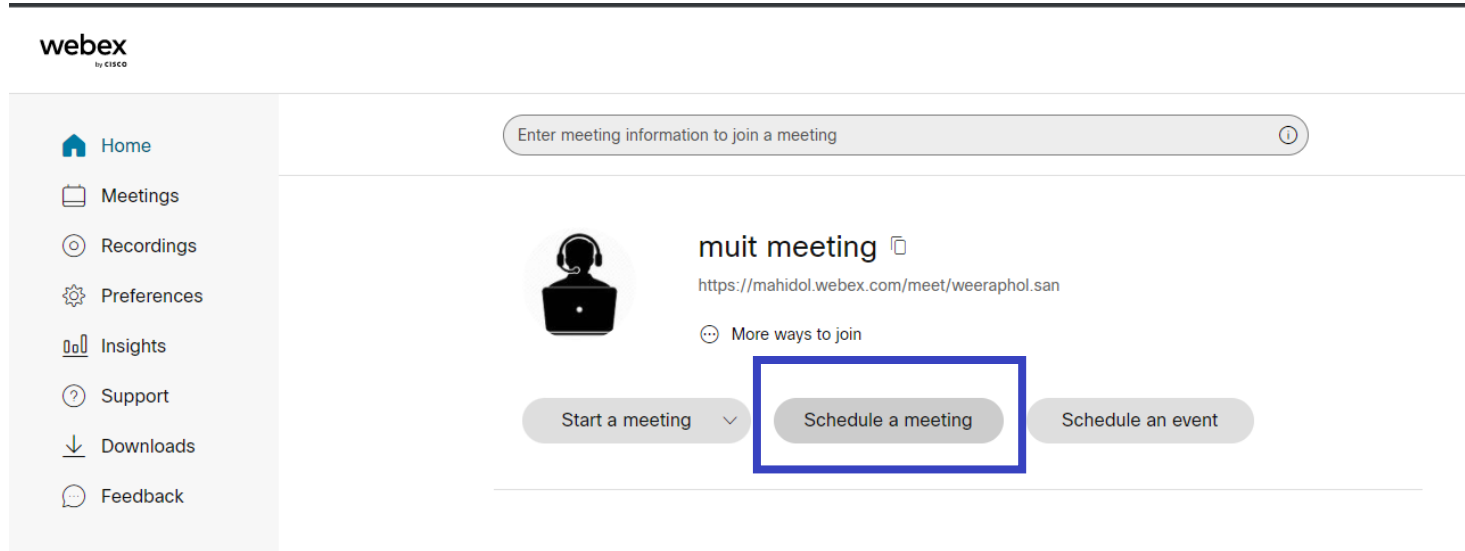 webex
by CISCO
Enter meeting information to join a meeting
Home
Meetings
Recordings
Preferences
Insights
Support
Downloads
Feedback
muit meeting
https://mahidol.webex.com/meet/weeraphol.san
More ways to join
Start a meeting
Schedule a meeting
Schedule an event